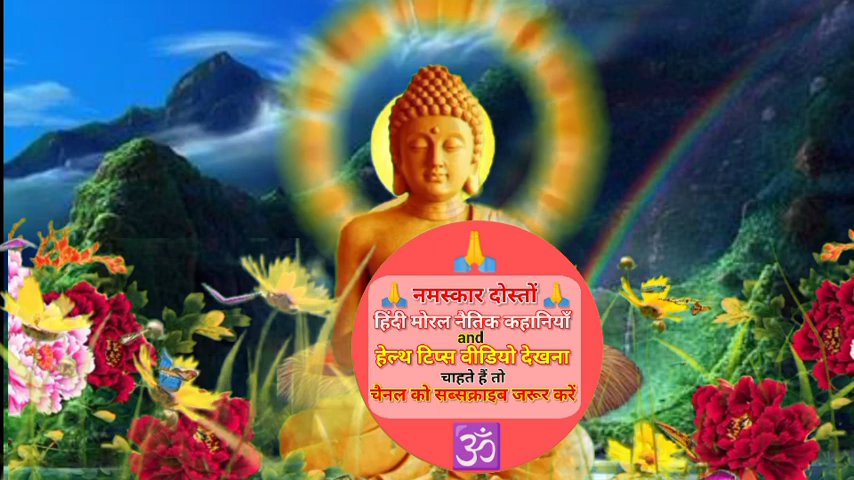 🙏
🙏 नमस्कार दोस्तों 🙏
हिंदी मोरल नैतिक कहानियाँ
and
हेल्थ टिप्स वीडियो देखना
चाहते हैं तो
चैनल को सब्सक्राइब जरूर करें
🕉